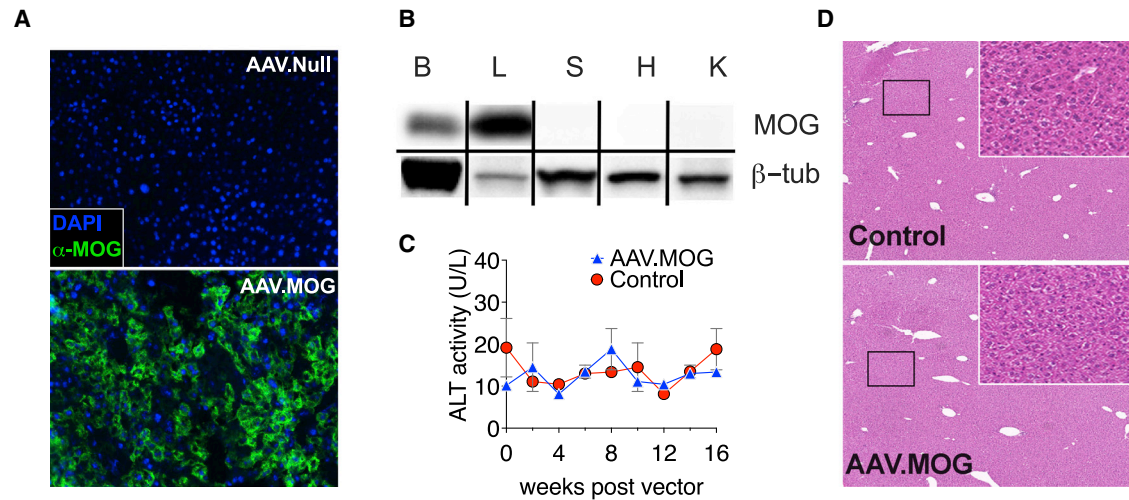 A
AAV.Null
DAPI
α-MOG
AAV.MOG
B
B L S H K
MOG
β-tub
C
40
30
20
10
0
ALT activity (U/L)
AAV.MOG
Control
0 4 8 12 16
weeks post vector
D
Control
AAV.MOG